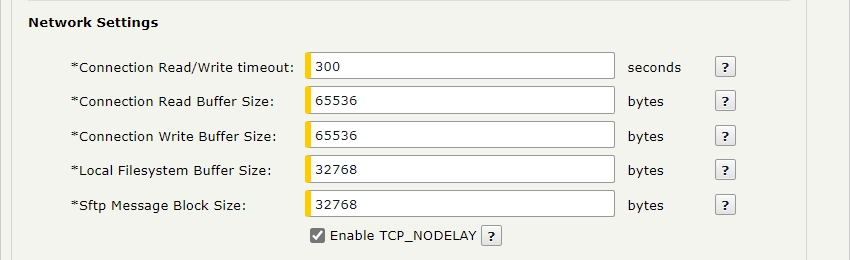 Network Settings
*Connection Read/Write timeout: 300 seconds ?
*Connection Read Buffer Size: 65536 bytes ?
*Connection Write Buffer Size: 65536 bytes ?
*Local Filesystem Buffer Size: 32768 bytes ?
*Sftp Message Block Size: 32768 bytes ?
Enable TCP_NODELAY ?